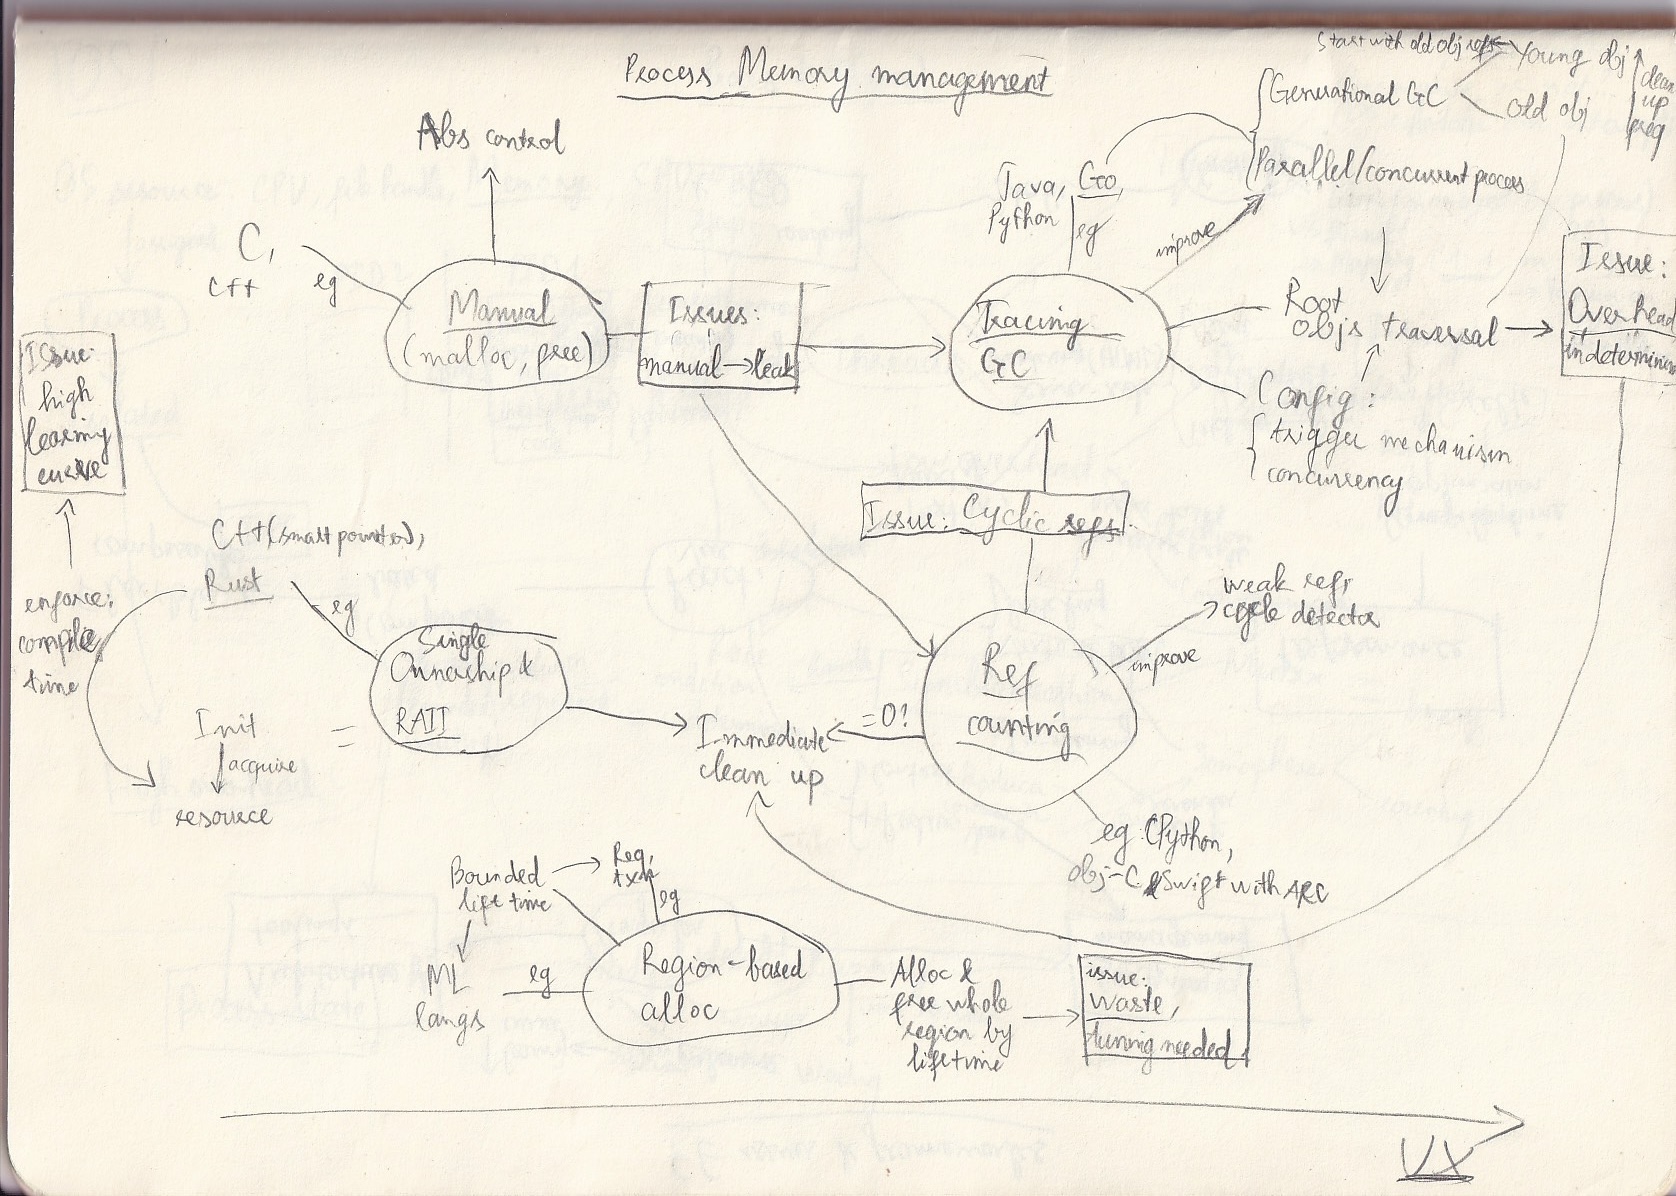 Process Memory management
Start with old obj refs
Young obj
clean
up
freq
Generational GC
old obj
Parallel/concurrent process
Abs control
Java,
Python
Go,
eg
improve
C,
C++
eg
Manual
(malloc, free)
Issues:
manual → leak
Tracing
GC
Root
objs traversal
Issue:
Overhead
+
Config:
trigger mechanism
concurrency
Issue:
high
learning
curve
Issue: Cyclic refs.
C++(smart pointer),
Rust
eg
enforce:
compile
time
Single
Ownership &
RAII
Init
acquire
resource
=
Immediate
clean up
=0!
Ref
counting
improve
weak ref,
cycle detector
eg CPython,
Obj-C & Swift with ARC
Bounded
life time
Req,
txn
eg
ML
langs
eg
Region-based
alloc
Alloc &
free whole
region by
lifetime
issue:
waste,
tunning needed
UX